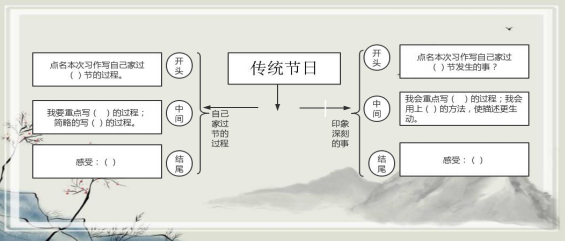 传统节日
点名本次习作写自己家过
（ ）节的过程。
开
头
我要重点写（ ）的过程；
简略的写（ ）的过程。
中
间
感受：（ ）
结
尾
自己
家过
节的
过程
印象
深刻
的事
开
头
点名本次习作写自己家过
（ ）节发生的事？
中
间
我会重点写（ ）的过程；我会
用上（ ）的方法，使描述更生
动。
结
尾
感受：（ ）